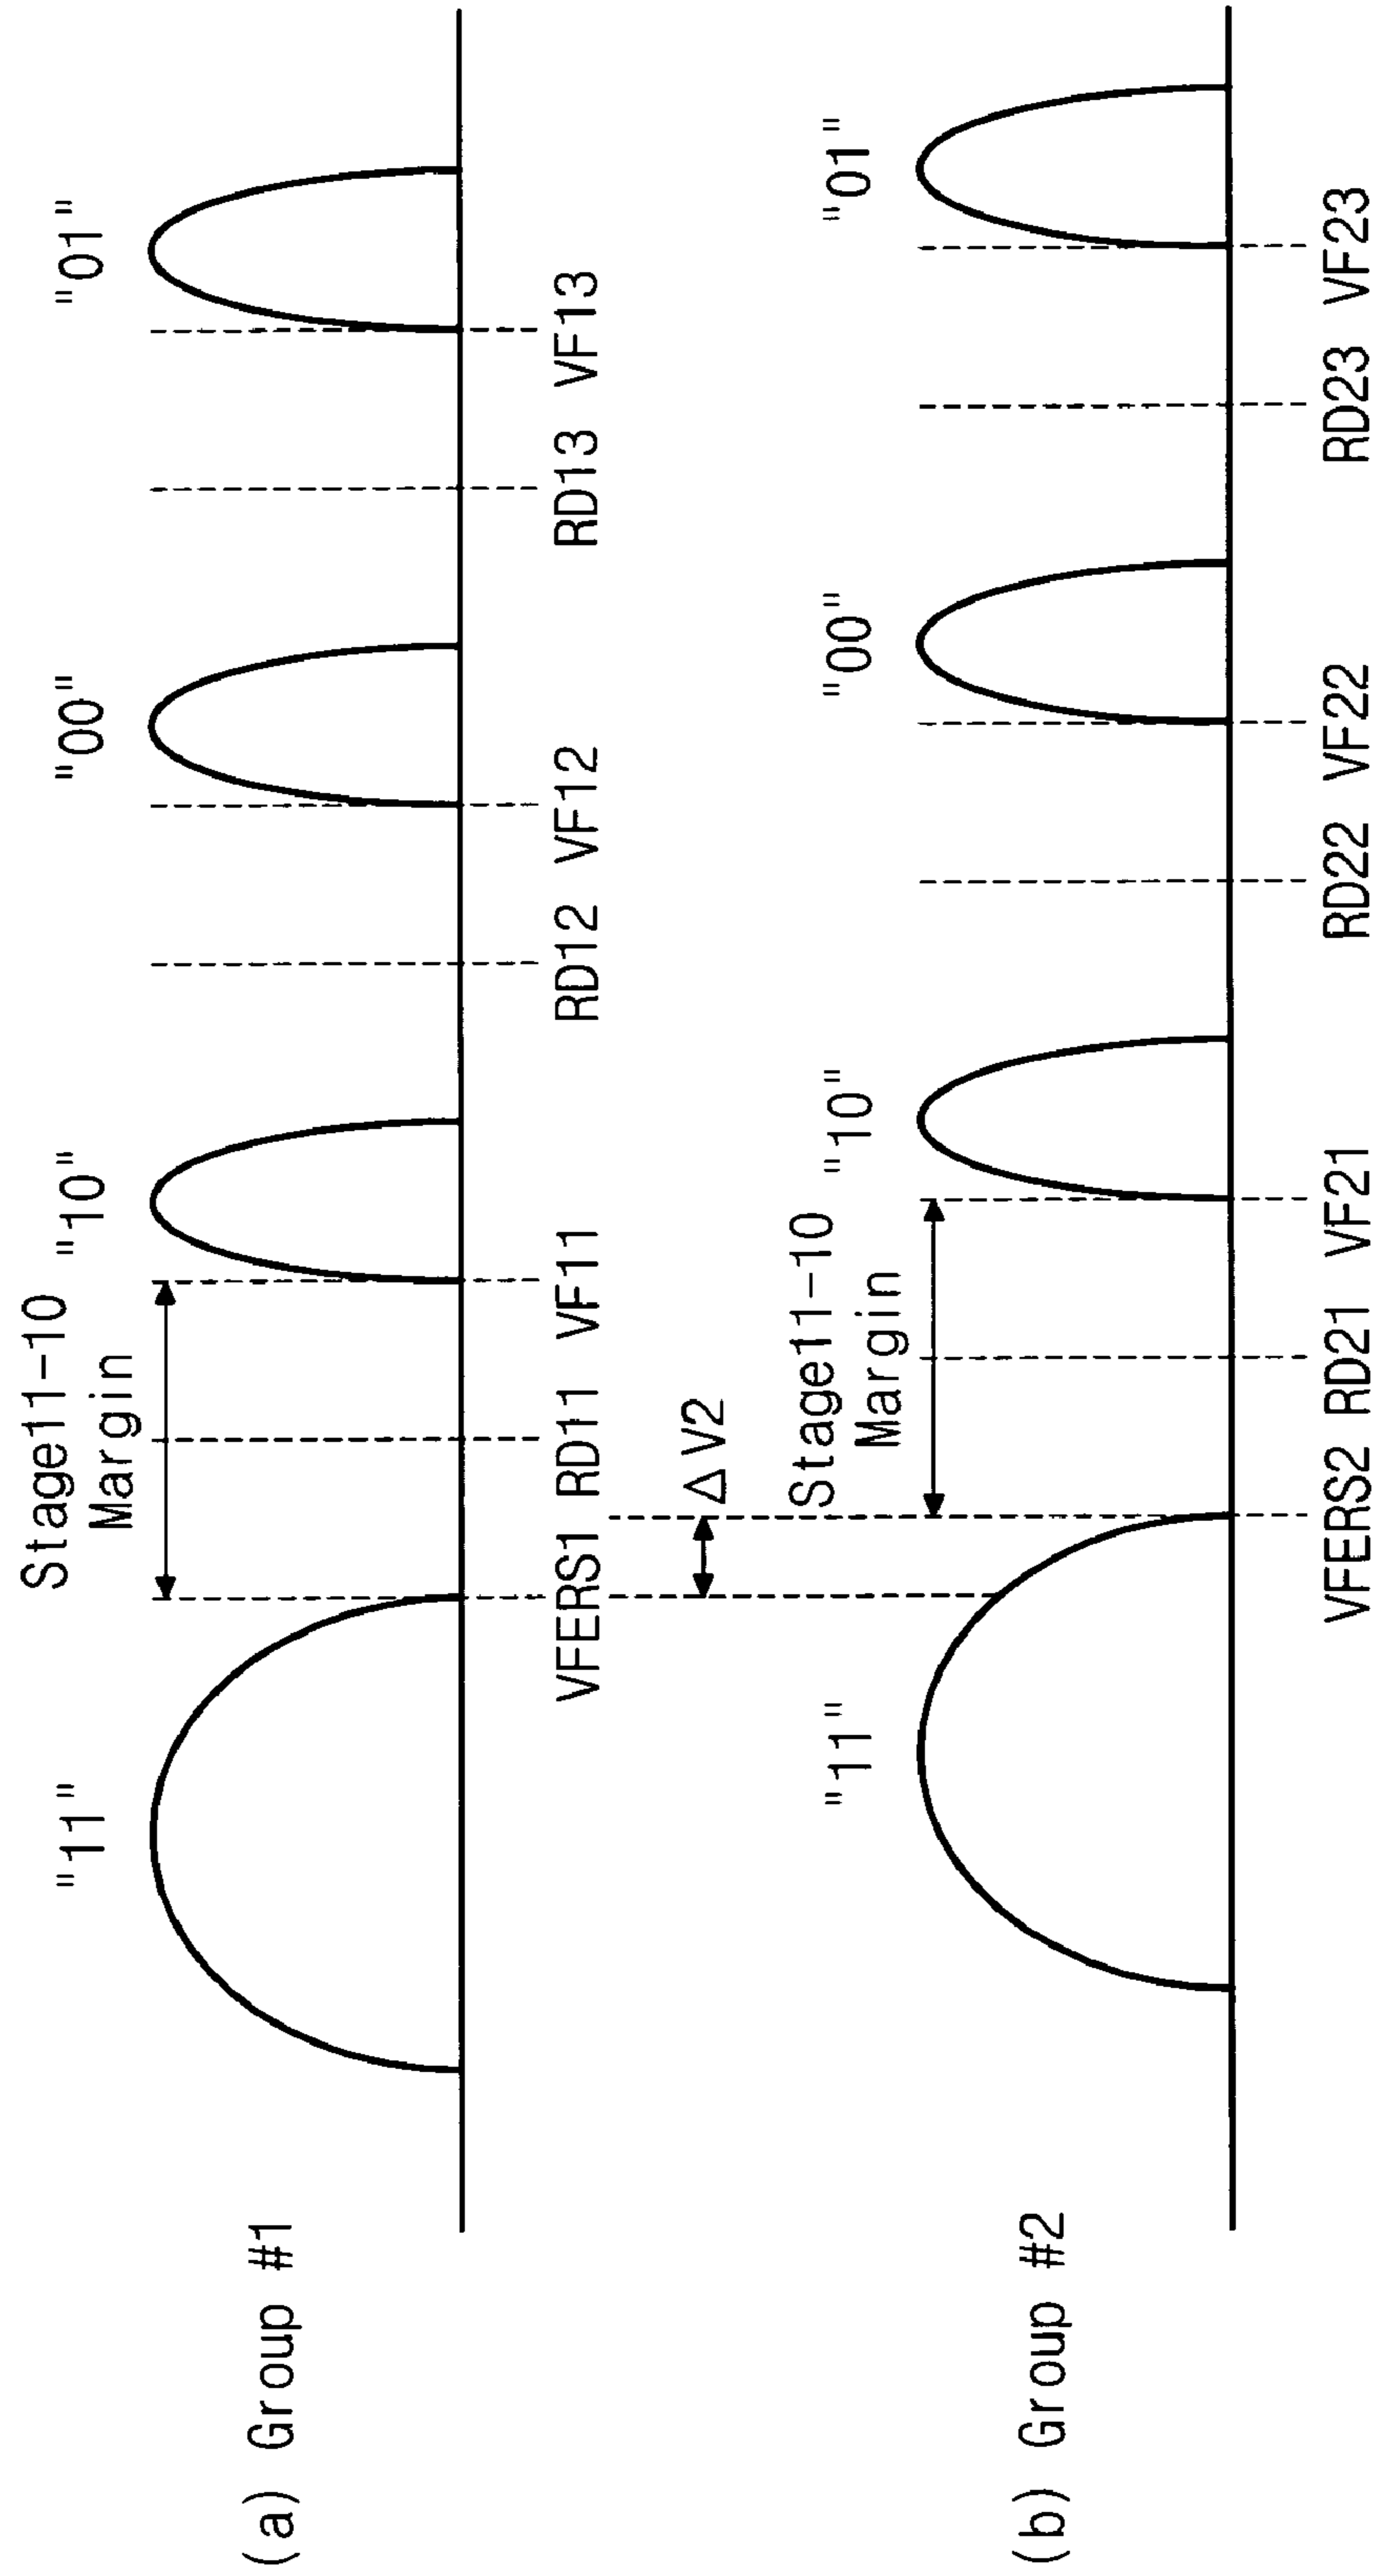 Stage11-10
Margin
"11"
"10"
"00"
"01"
(a) Group #1
VFERS1 RD11 VF11
RD12 VF12
RD13 VF13
ΔV2
Stage11-10
Margin
"11"
"10"
"00"
"01"
(b) Group #2
VFERS2 RD21 VF21
RD22 VF22
RD23 VF23